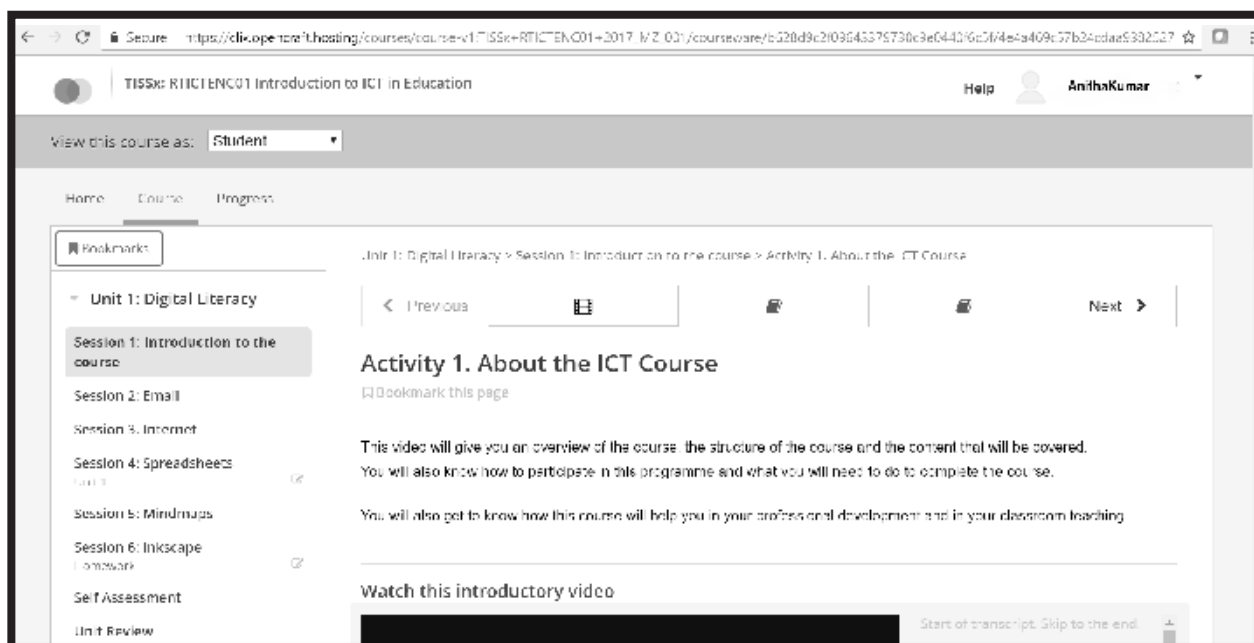 Secure
TISSx: RTICTENC01 Introduction to ICT in Education
Help
AnithaKumar
View this course as: Student
Home Course Progress
Bookmarks
Unit 1: Digital Literacy > Session 1: Introduction to the course > Activity 1. About the ICT Course
Unit 1: Digital Literacy
Previous
Next
Session 1: Introduction to the
course
Session 2: Email
Session 3. Internet
Session 4: Spreadsheets
Session 5: Mindmaps
Session 6: Inkscape
Homework
Self Assessment
Unit Review
Activity 1. About the ICT Course
Bookmark this page
This video will give you an overview of the course, the structure of the course and the content that will be covered.
You will also know how to participate in this programme and what you will need to do to complete the course.
You will also get to know how this course will help you in your professional development and in your classroom teaching
Watch this introductory video
Start of transcript. Skip to the end.